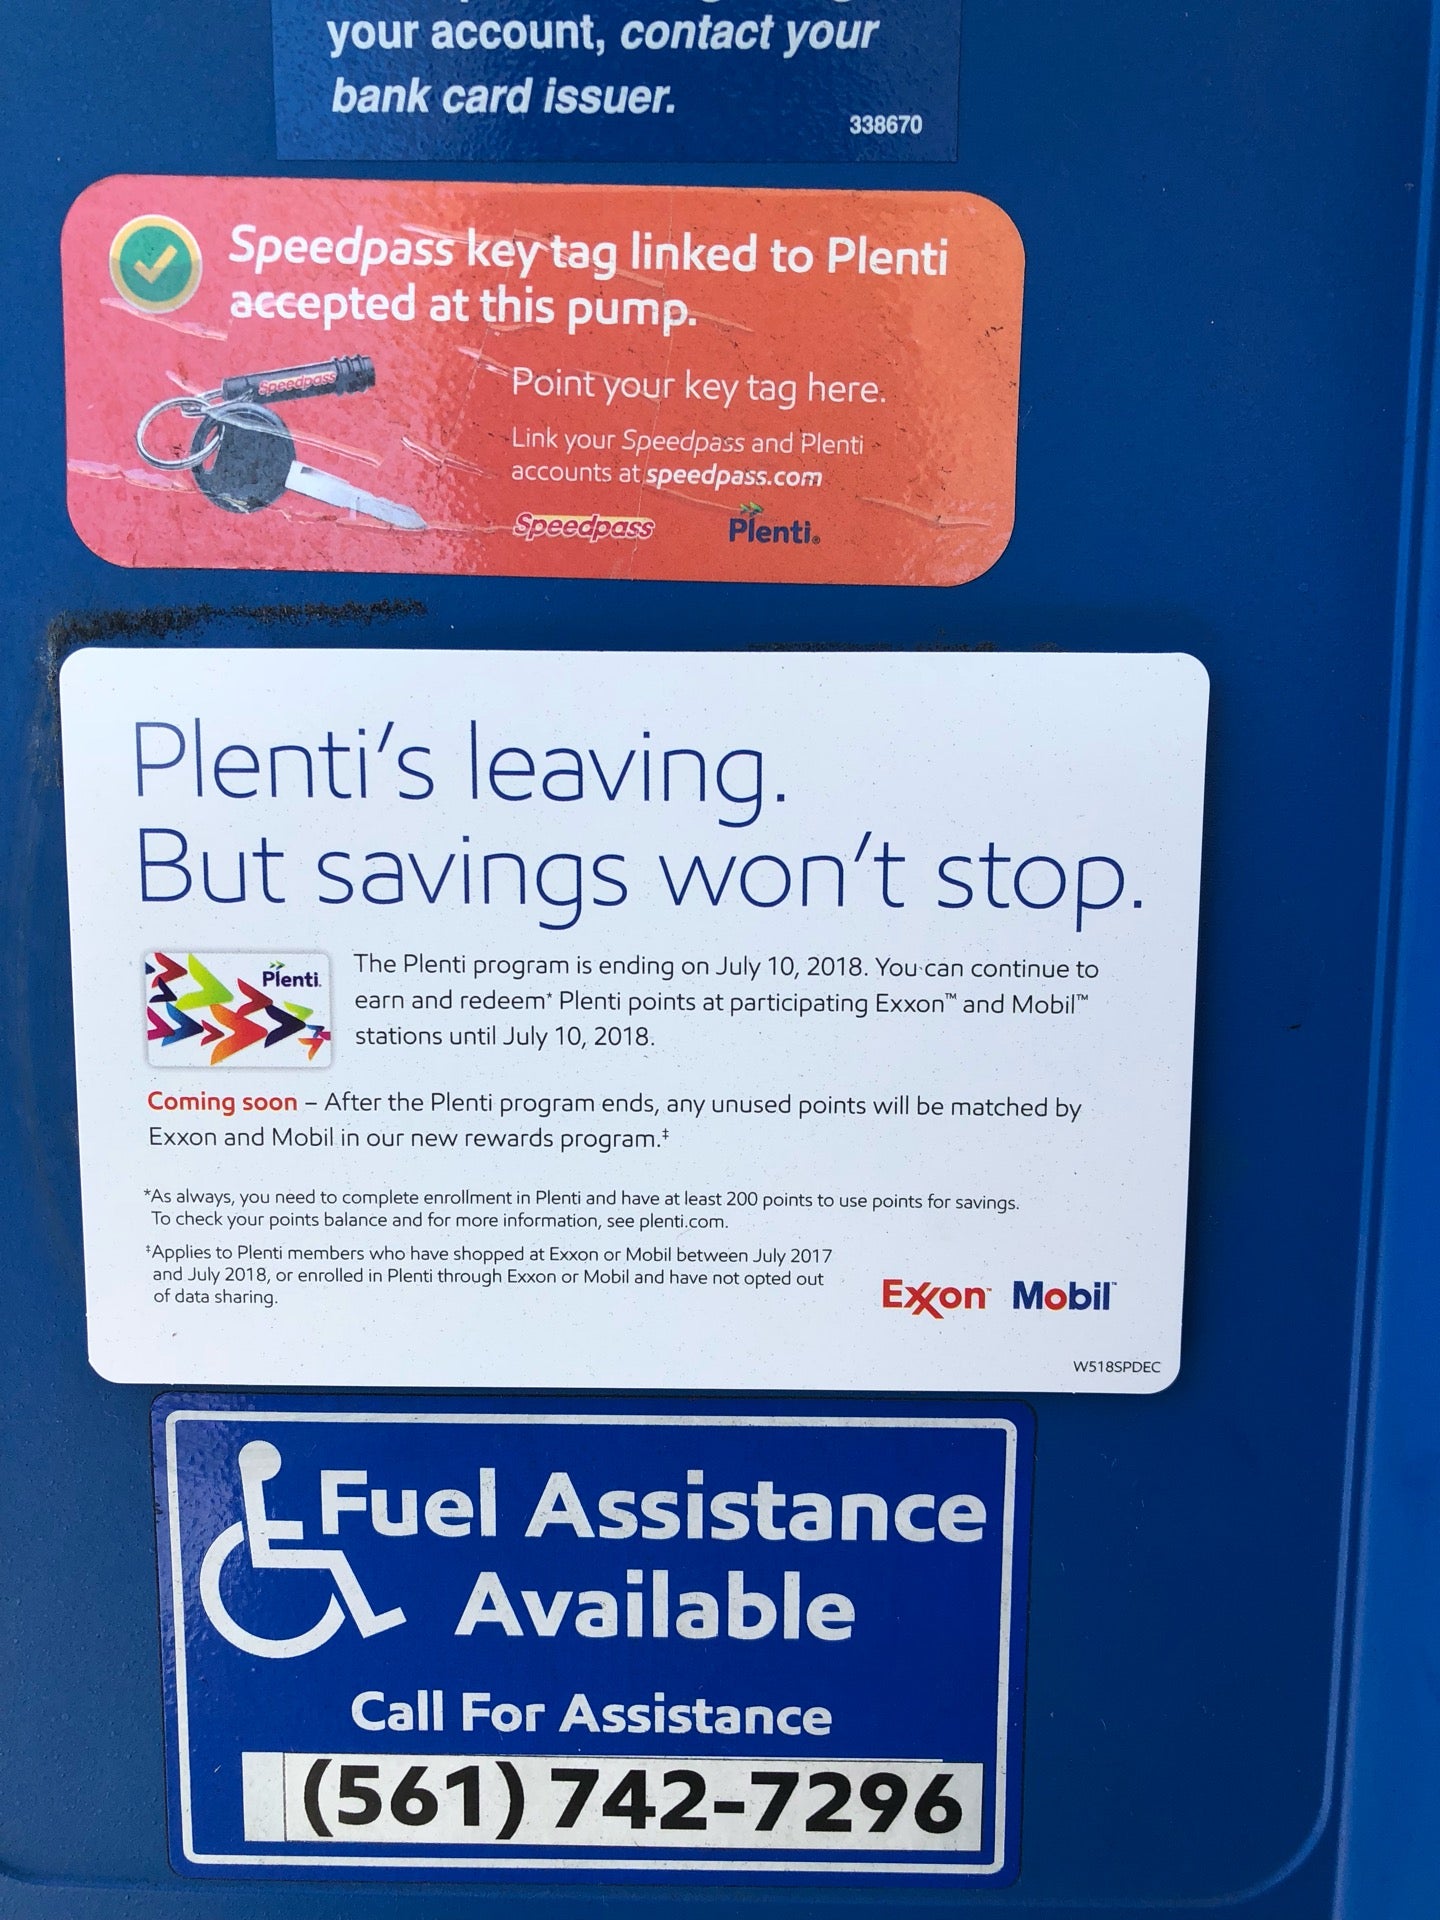 your account, contact your
bank card issuer.
338670
Speedpass key tag linked to Plenti
accepted at this pump.
Speedpass
Point your key tag here.
Link your Speedpass and Plenti
accounts at speedpass.com
Speedpass Plenti®
Plenti's leaving.
But savings won't stop.
Plenti.
The Plenti program is ending on July 10, 2018. You can continue to
earn and redeem* Plenti points at participating Exxon™ and Mobil™
stations until July 10, 2018.
Coming soon – After the Plenti program ends, any unused points will be matched by
Exxon and Mobil in our new rewards program.‡
*As always, you need to complete enrollment in Plenti and have at least 200 points to use points for savings.
To check your points balance and for more information, see plenti.com.
‡Applies to Plenti members who have shopped at Exxon or Mobil between July 2017
and July 2018, or enrolled in Plenti through Exxon or Mobil and have not opted out
of data sharing.
Exxon™ Mobil™
W518SPDEC
Fuel Assistance
Available
Call For Assistance
(561) 742-7296